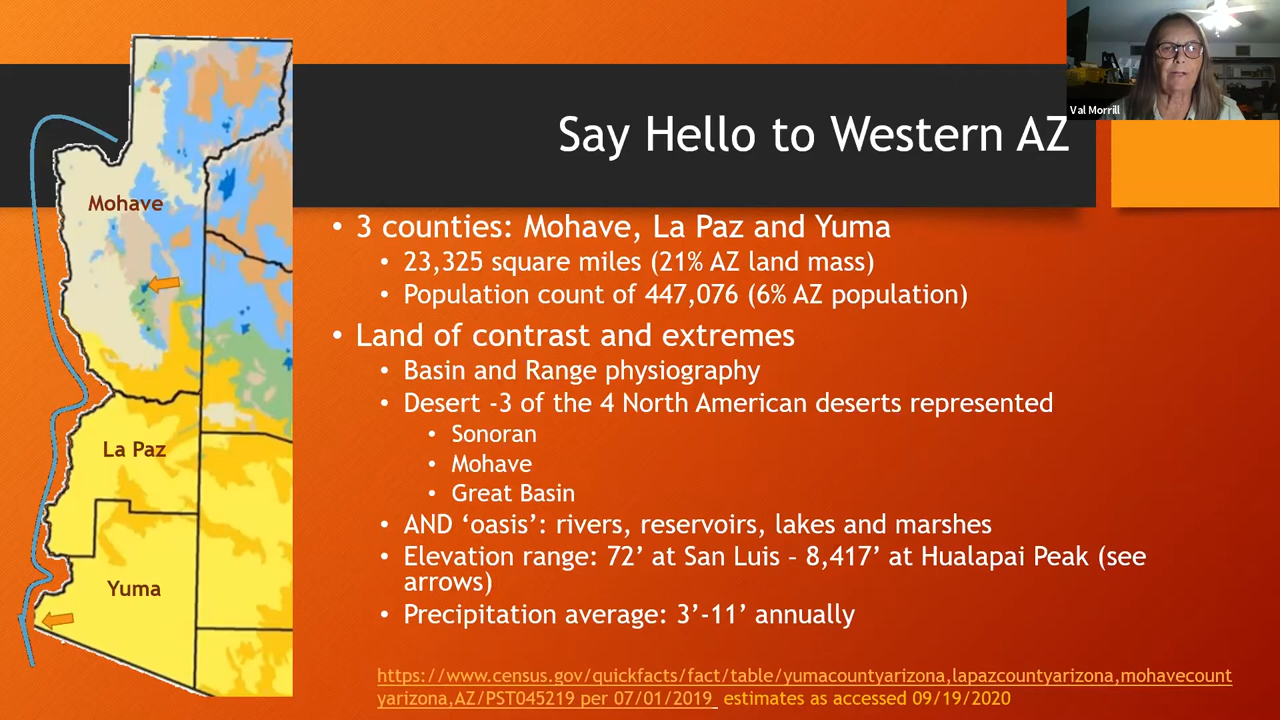 Val Morrill
Say Hello to Western AZ
Mohave
La Paz
Yuma
• 3 counties: Mohave, La Paz and Yuma
• 23,325 square miles (21% AZ land mass)
• Population count of 447,076 (6% AZ population)
• Land of contrast and extremes
• Basin and Range physiography
• Desert -3 of the 4 North American deserts represented
• Sonoran
• Mohave
• Great Basin
• AND ‘oasis’: rivers, reservoirs, lakes and marshes
• Elevation range: 72’ at San Luis – 8,417’ at Hualapai Peak (see
arrows)
• Precipitation average: 3’-11’ annually
https://www.census.gov/quickfacts/fact/table/yumacountyarizona,lapazcountyarizona,mohavecount
yarizona,AZ/PST045219 per 07/01/2019 estimates as accessed 09/19/2020